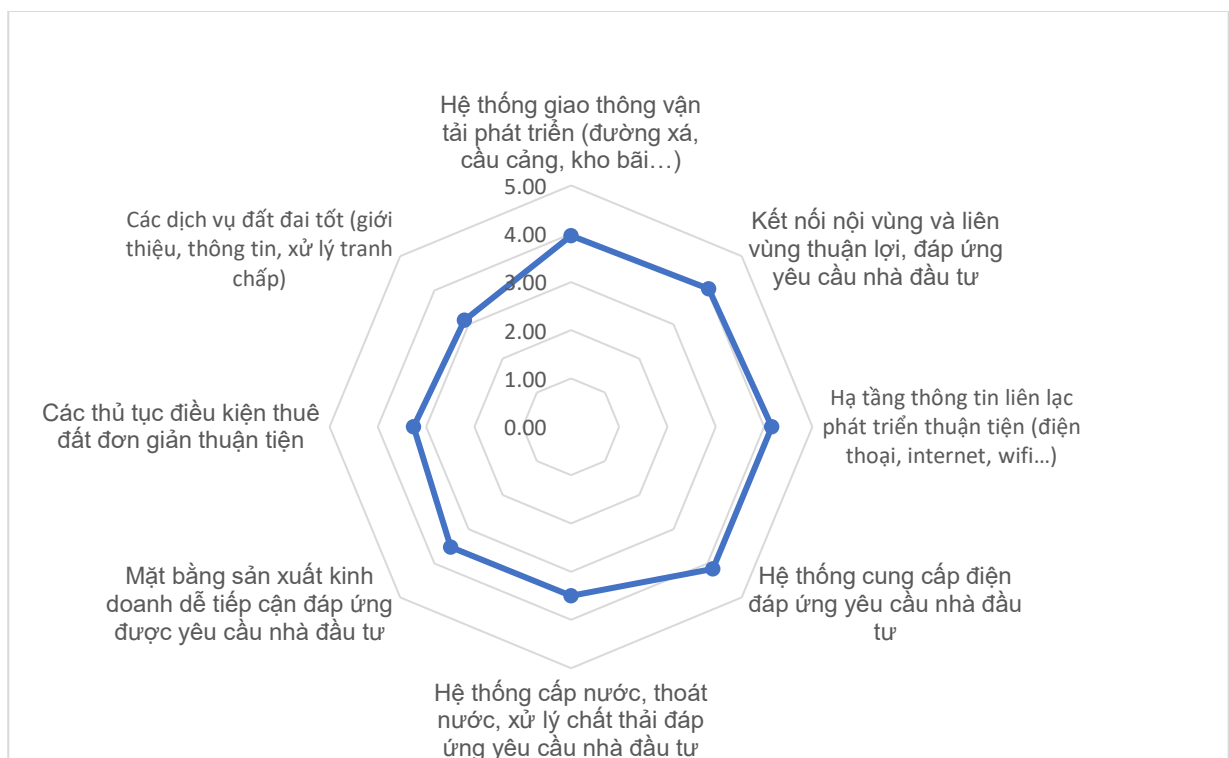 Hệ thống giao thông vận
tải phát triển (đường xá,
cầu cảng, kho bãi…)
5.00
4.00
3.00
2.00
1.00
0.00
Kết nối nội vùng và liên
vùng thuận lợi, đáp ứng
yêu cầu nhà đầu tư
Hạ tầng thông tin liên lạc
phát triển thuận tiện (điện
thoại, internet, wifi…)
Hệ thống cung cấp điện
đáp ứng yêu cầu nhà đầu
tư
Hệ thống cấp nước, thoát
nước, xử lý chất thải đáp
ứng yêu cầu nhà đầu tư
Mặt bằng sản xuất kinh
doanh dễ tiếp cận đáp ứng
được yêu cầu nhà đầu tư
Các thủ tục điều kiện thuê
đất đơn giản thuận tiện
Các dịch vụ đất đai tốt (giới
thiệu, thông tin, xử lý tranh
chấp)